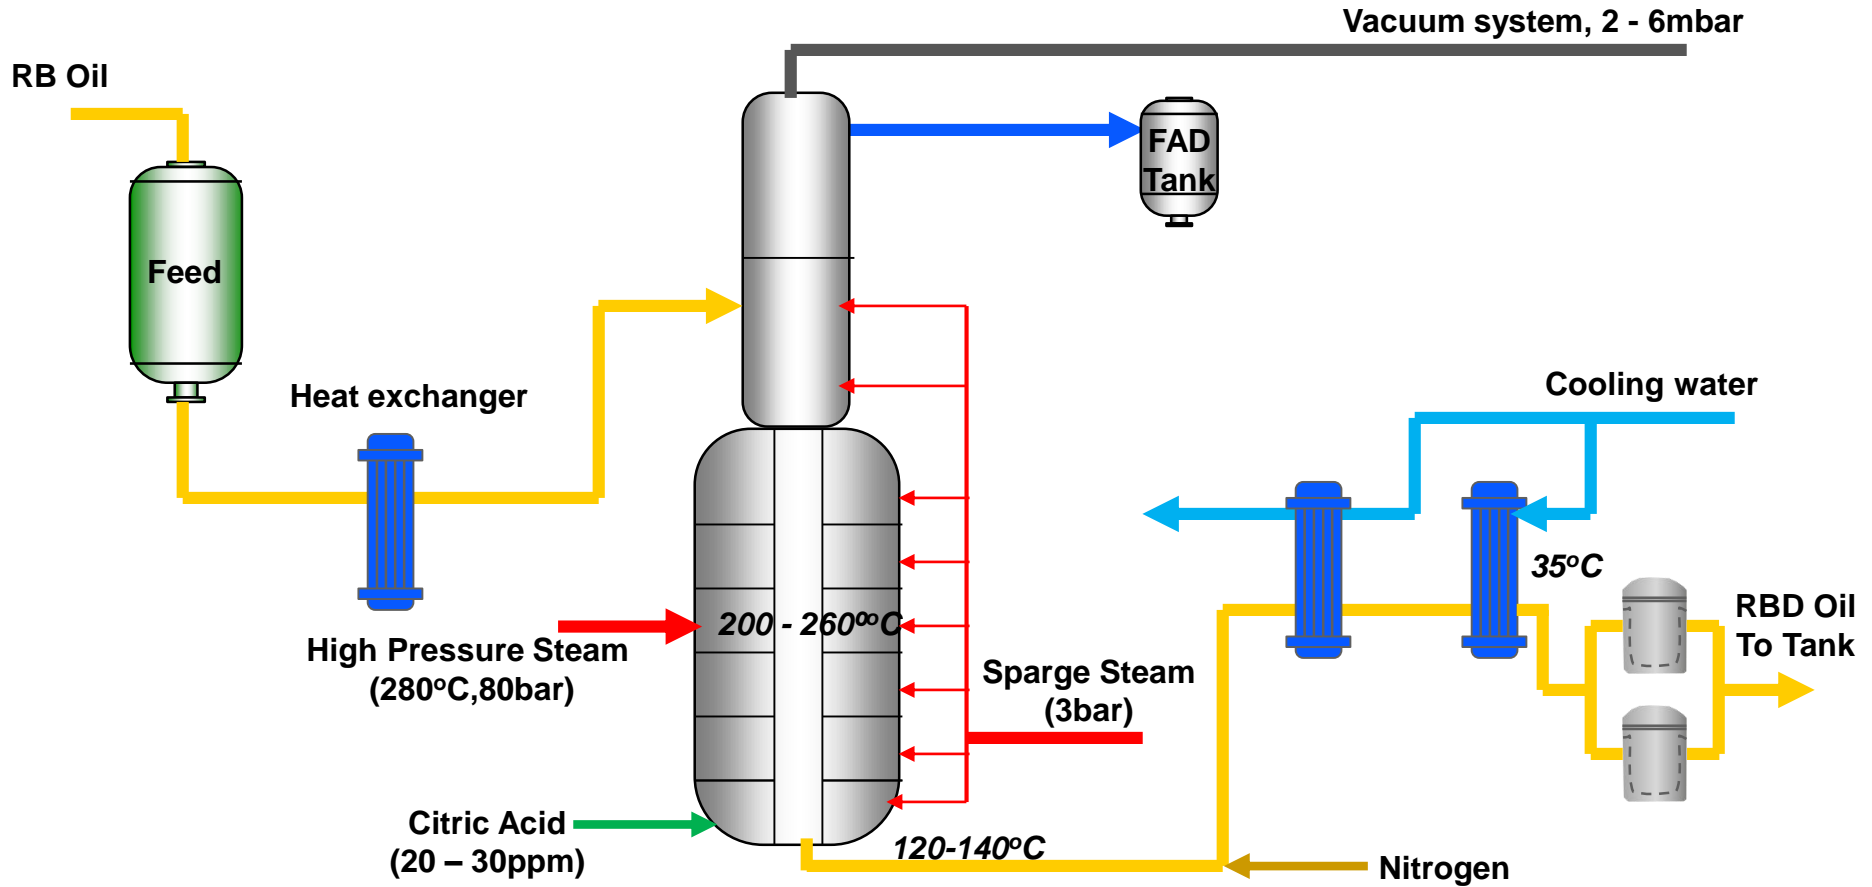 Vacuum system, 2 - 6mbar
RB Oil
FAD
Tank
Feed
Heat exchanger
Cooling water
35°C
200 - 260°C
High Pressure Steam
(280°C,80bar)
RBD Oil
To Tank
Sparge Steam
(3bar)
Citric Acid
(20 – 30ppm)
120-140°C
Nitrogen